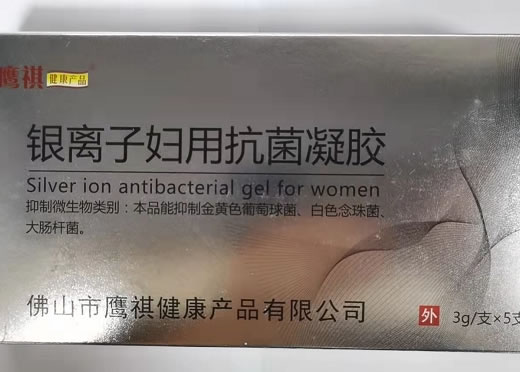 鹰祺 健康产品
银离子妇用抗菌凝胶
Silver ion antibacterial gel for women
抑制微生物类别：本品能抑制金黄色葡萄球菌、白色念珠菌、
大肠杆菌。
佛山市鹰祺健康产品有限公司
外 3g/支×5支